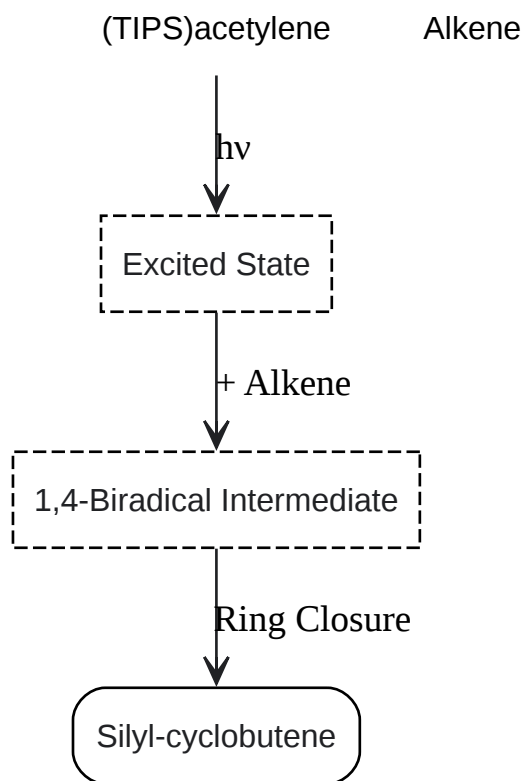 (TIPS)acetylene Alkene
hν
Excited State
+ Alkene
1,4-Biradical Intermediate
Ring Closure
Silyl-cyclobutene